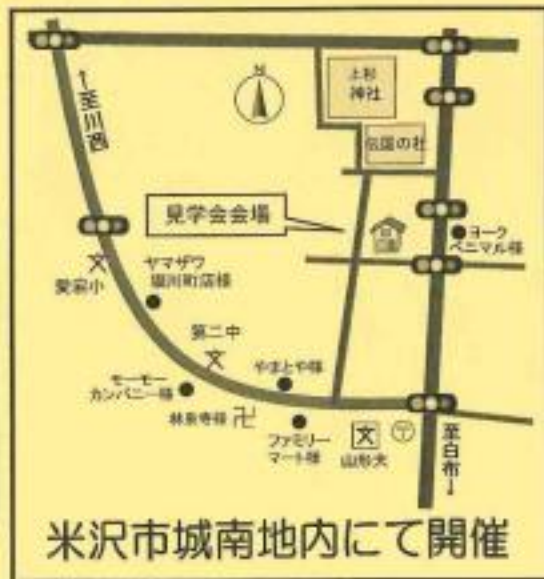 N
上杉
神社
伝国の杜
↑至川西
見学会会場
ヨーク
ベニマル様
愛宕小
ヤマザワ
堀川町店様
第二中
やまとや様
モーモー
カンパニー様
林泉寺様
ファミリー
マート様
文
山形大
〒
至白布↓
米沢市城南地内にて開催